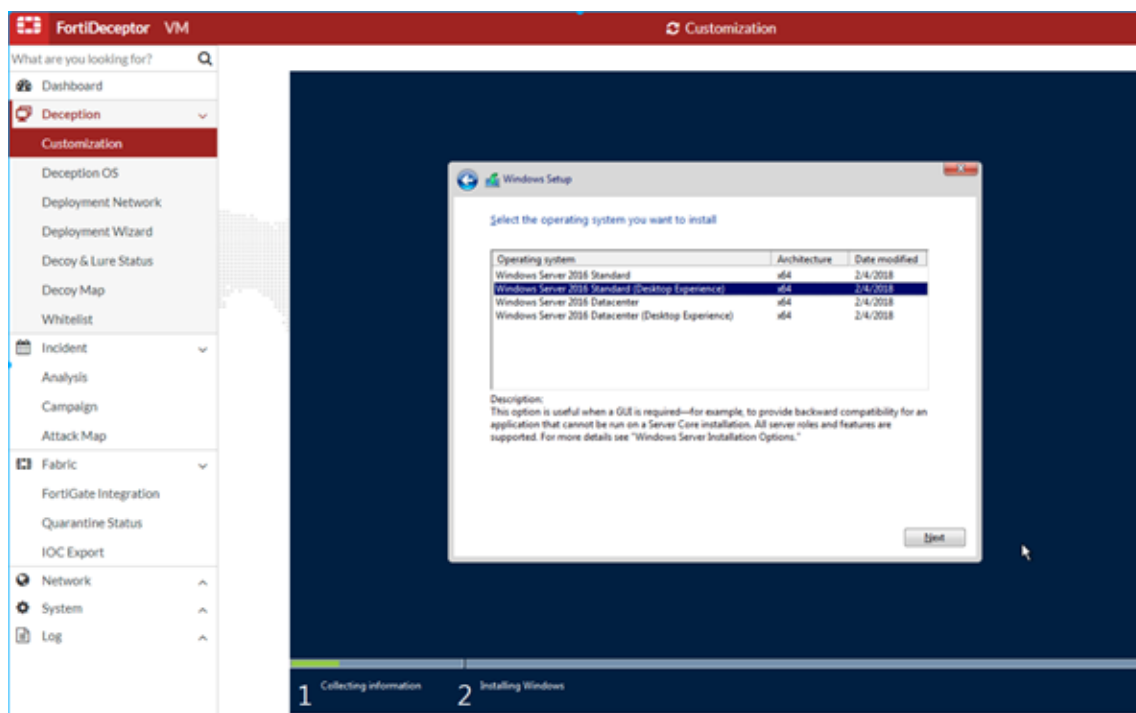 FortiDeceptor VM
Customization
What are you looking for?
Dashboard
Deception
Customization
Deception OS
Deployment Network
Deployment Wizard
Decoy & Lure Status
Decoy Map
Whitelist
Incident
Analysis
Campaign
Attack Map
Fabric
FortiGate Integration
Quarantine Status
IOC Export
Network
System
Log
Windows Setup
Select the operating system you want to install
Operating system Architecture Date modified
Windows Server 2016 Standard x64 2/4/2018
Windows Server 2016 Standard (Desktop Experience) x64 2/4/2018
Windows Server 2016 Datacenter x64 2/4/2018
Windows Server 2016 Datacenter (Desktop Experience) x64 2/4/2018
Description:
This option is useful when a GUI is required—for example, to provide backward compatibility for an
application that cannot be run on a Server Core installation. All server roles and features are
supported. For more details see "Windows Server Installation Options."
Next
1 Collecting information 2 Installing Windows